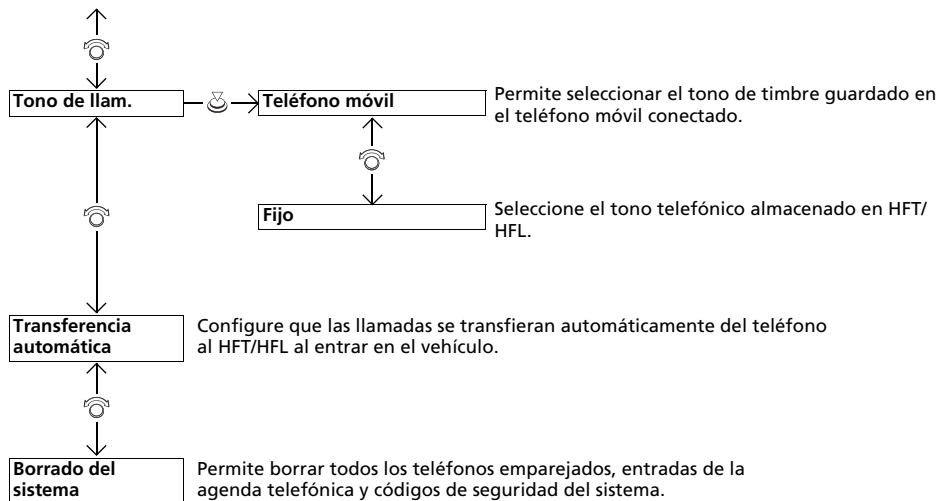 Tono de llam.
Teléfono móvil
Permite seleccionar el tono de timbre guardado en
el teléfono móvil conectado.
Fijo
Seleccione el tono telefónico almacenado en HFT/
HFL.
Transferencia
automática
Configure que las llamadas se transfieran automáticamente del teléfono
al HFT/HFL al entrar en el vehículo.
Borrado del
sistema
Permite borrar todos los teléfonos emparejados, entradas de la
agenda telefónica y códigos de seguridad del sistema.